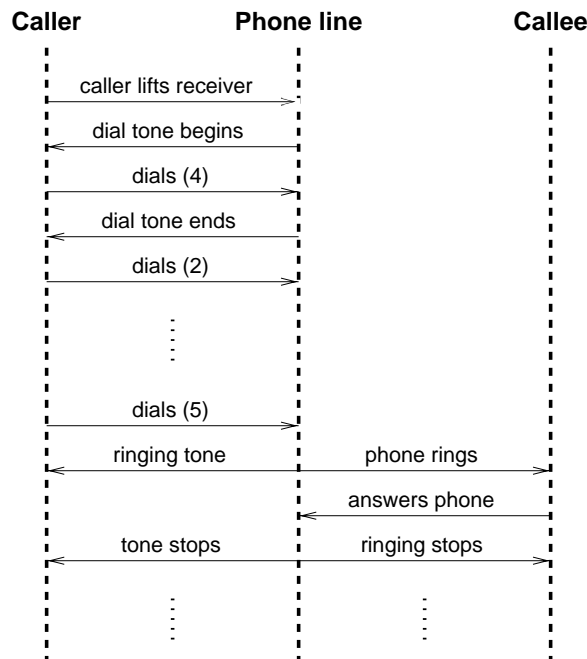 Caller Phone line Callee
caller lifts receiver
dial tone begins
dials (4)
dial tone ends
dials (2)
dials (5)
ringing tone phone rings
answers phone
tone stops ringing stops